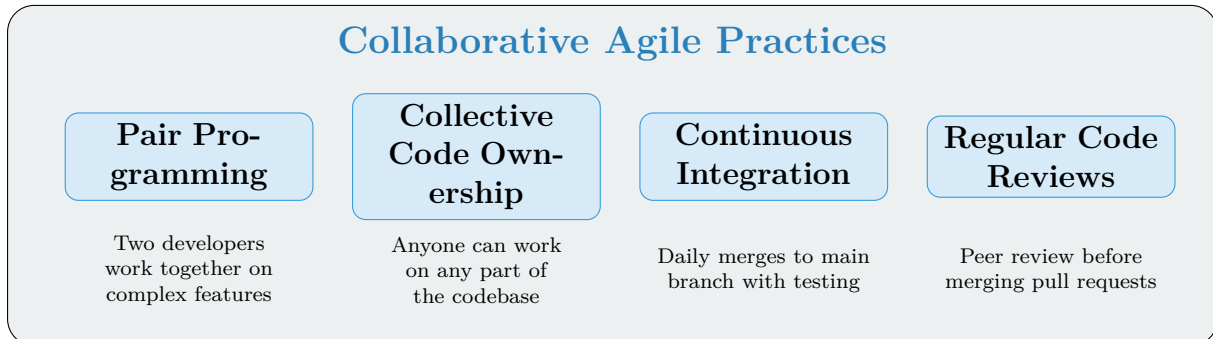 Collaborative Agile Practices
Pair Pro-
gramming
Collective
Code Own-
ership
Continuous
Integration
Regular Code
Reviews
Two developers
work together on
complex features
Anyone can work
on any part of
the codebase
Daily merges to main
branch with testing
Peer review before
merging pull requests